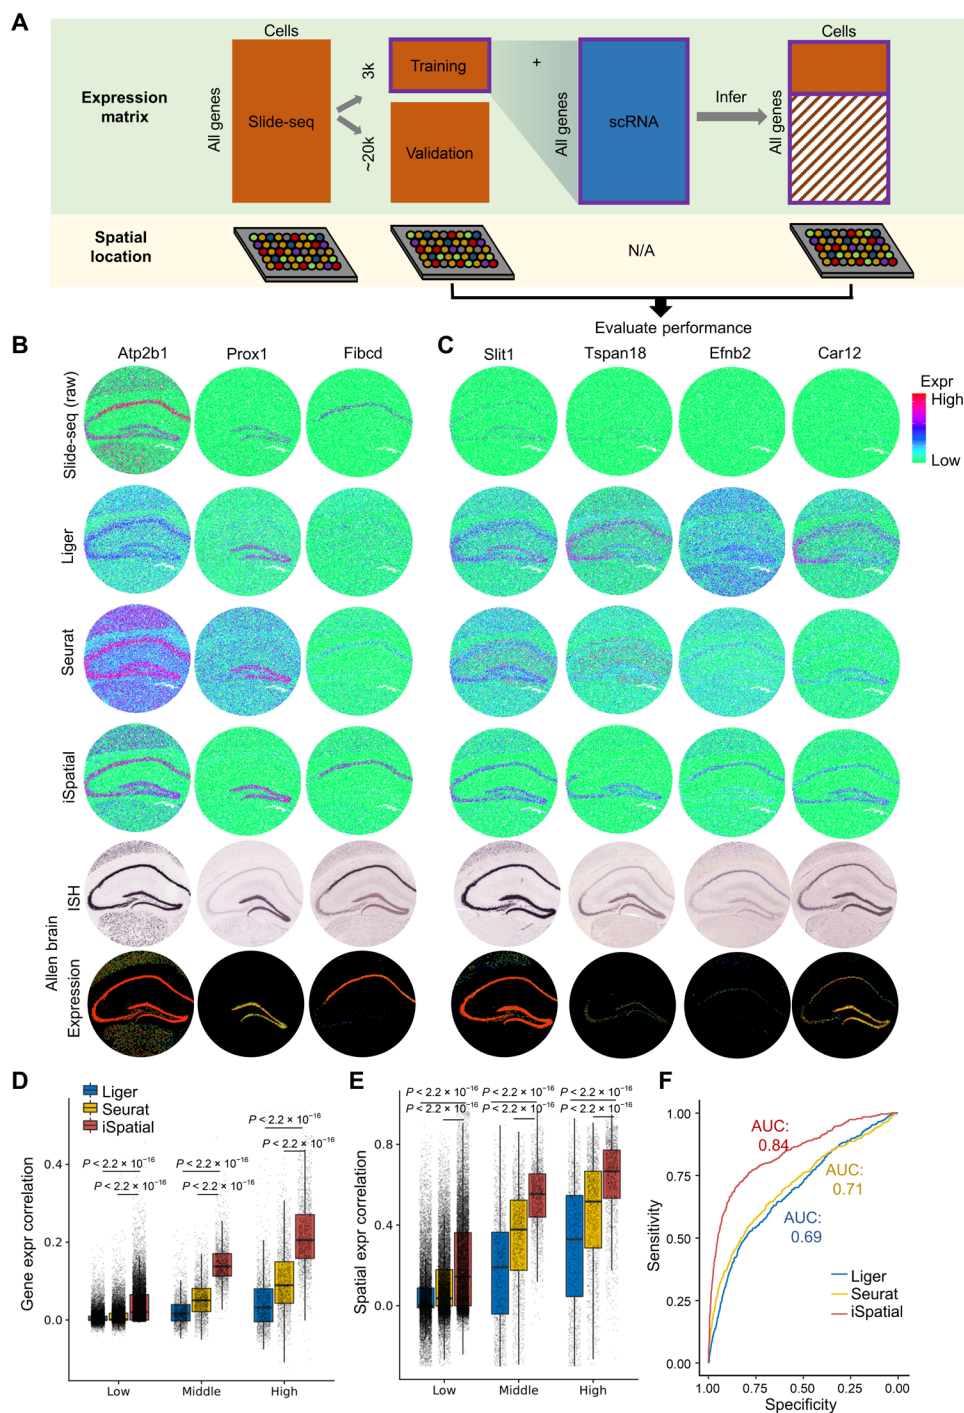 A
Cells
Cells
Expression
matrix
All genes
Slide-seq
3k
~20k
Training
Validation
+
All genes
scRNA
Infer
All genes
Spatial
location
N/A
Evaluate performance
B
Atp2b1
Prox1
Fibcd
C
Slit1
Tspan18
Efnb2
Car12
Slide-seq (raw)
Expr
High
Low
Liger
Seurat
iSpatial
Allen brain
ISH
Expression
D
Liger
Seurat
iSpatial
Gene expr correlation
0.4
0.2
0.0
P < 2.2 × 10⁻¹⁶
P < 2.2 × 10⁻¹⁶
P < 2.2 × 10⁻¹⁶
P < 2.2 × 10⁻¹⁶
P < 2.2 × 10⁻¹⁶
P < 2.2 × 10⁻¹⁶
Low
Middle
High
E
Spatial expr correlation
0.8
0.4
0.0
P < 2.2 × 10⁻¹⁶
P < 2.2 × 10⁻¹⁶
P < 2.2 × 10⁻¹⁶
P < 2.2 × 10⁻¹⁶
P < 2.2 × 10⁻¹⁶
P < 2.2 × 10⁻¹⁶
Low
Middle
High
F
Sensitivity
1.00
0.75
0.50
0.25
0.00
AUC:
0.84
AUC:
0.71
AUC:
0.69
Liger
Seurat
iSpatial
1.00
0.75
0.50
0.25
0.00
Specificity